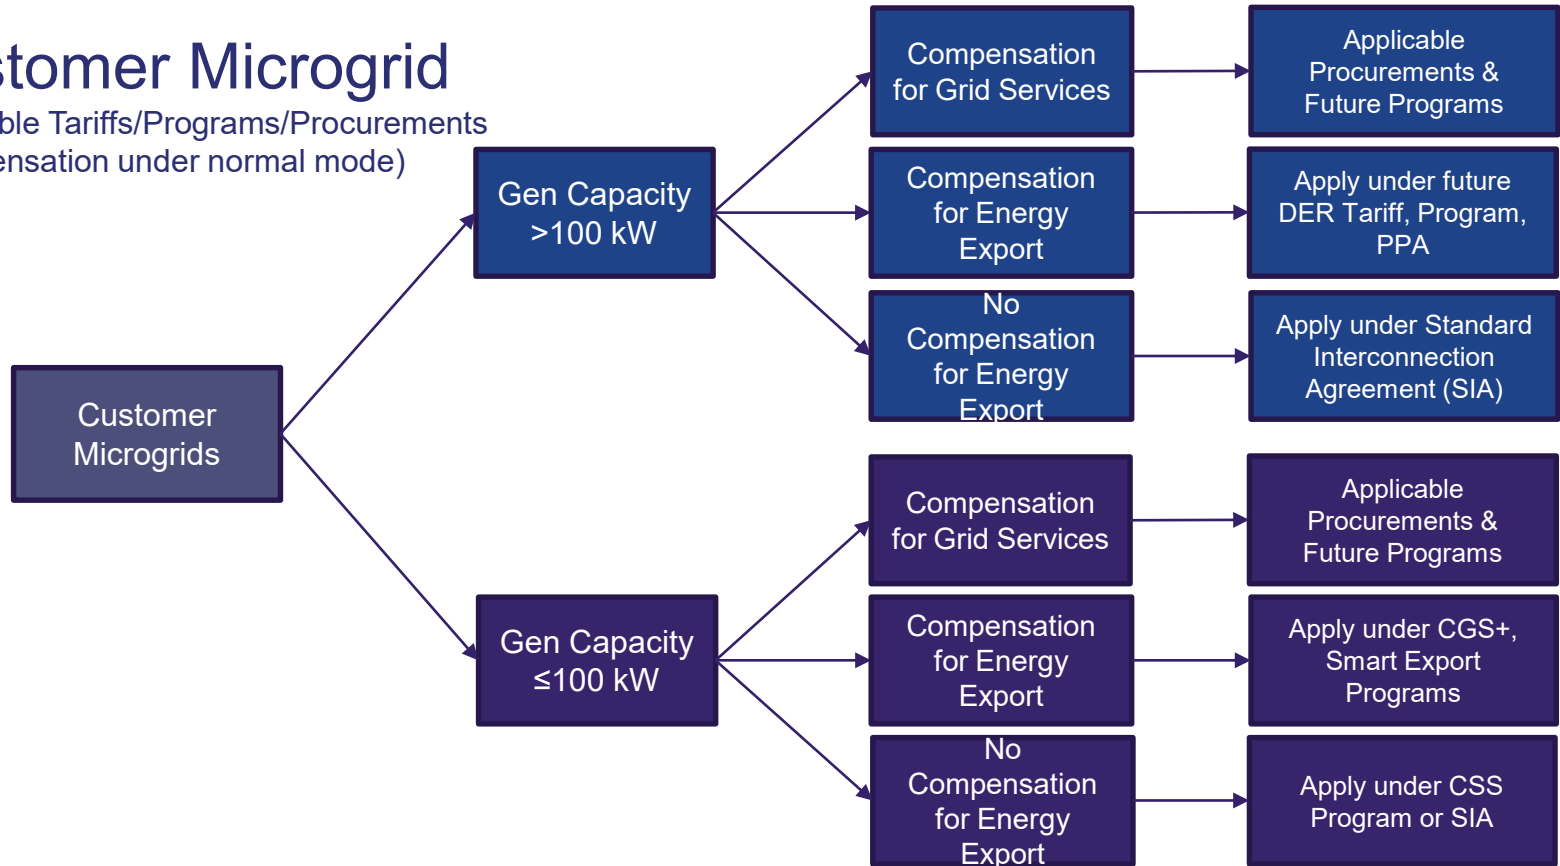 stomer Microgrid
ble Tariffs/Programs/Procurements
ensation under normal mode)
Customer
Microgrids
Gen Capacity
>100 kW
Compensation
for Grid Services
Applicable
Procurements &
Future Programs
Compensation
for Energy
Export
Apply under future
DER Tariff, Program,
PPA
No
Compensation
for Energy
Export
Apply under Standard
Interconnection
Agreement (SIA)
Gen Capacity
≤100 kW
Compensation
for Grid Services
Applicable
Procurements &
Future Programs
Compensation
for Energy
Export
Apply under CGS+,
Smart Export
Programs
No
Compensation
for Energy
Export
Apply under CSS
Program or SIA